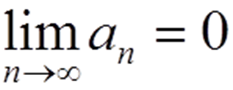 lim aₙ = 0
n→∞